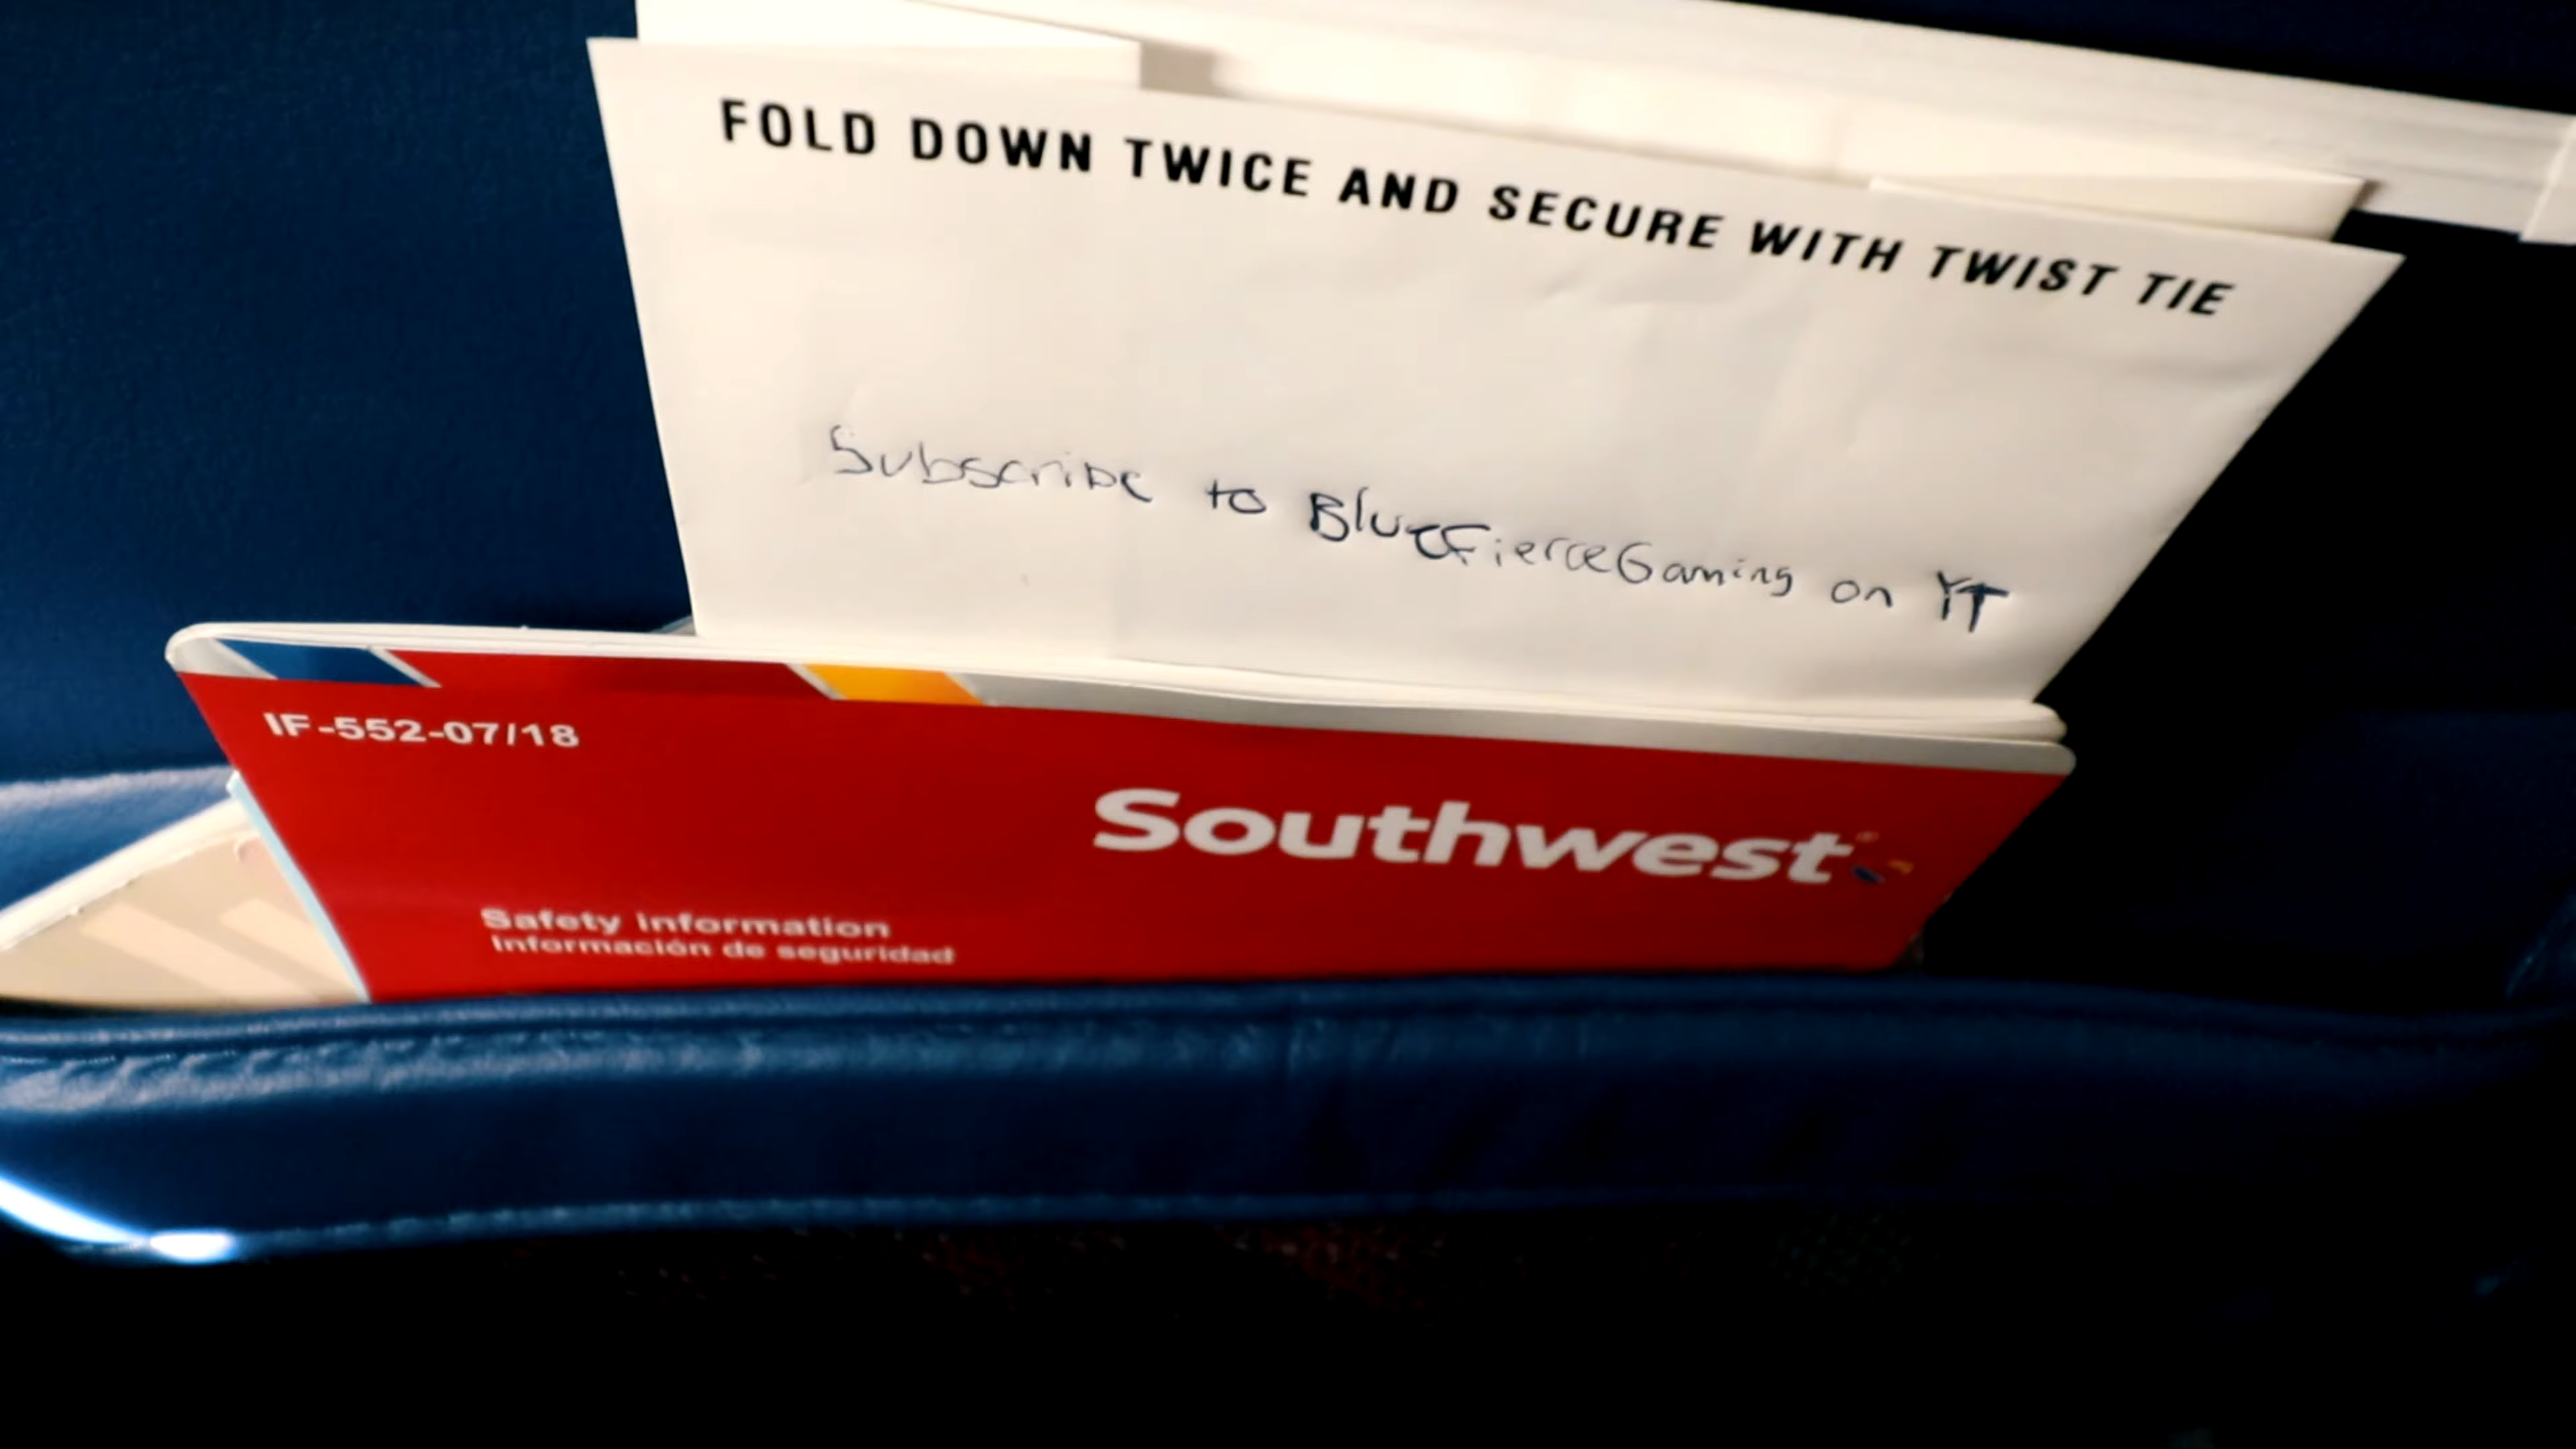 FOLD DOWN TWICE AND SECURE WITH TWIST TIE
Subscribe to BlueFierceGaming on YT
IF-552-07/18
Southwest®
Safety information
Información de seguridad